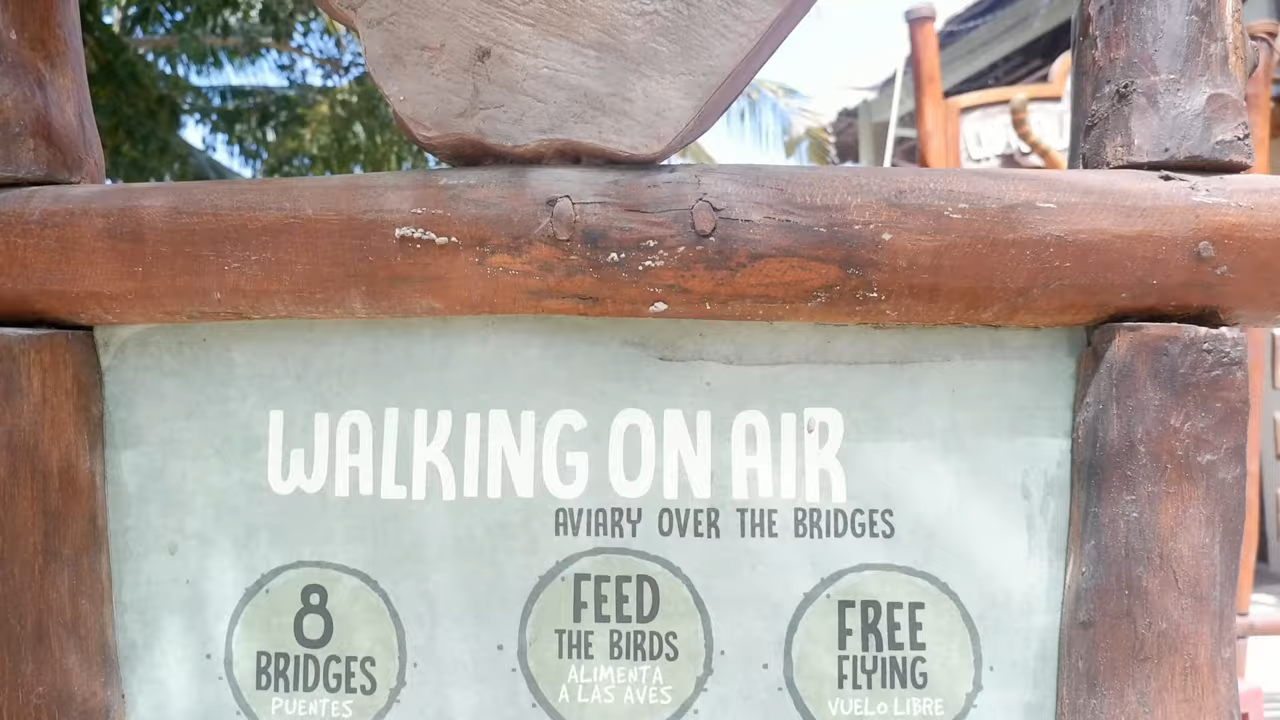 WALKING ON AIR
AVIARY OVER THE BRIDGES
8
BRIDGES
PUENTES
FEED
THE BIRDS
ALIMENTA
A LAS AVES
FREE
FLYING
VUELO LIBRE